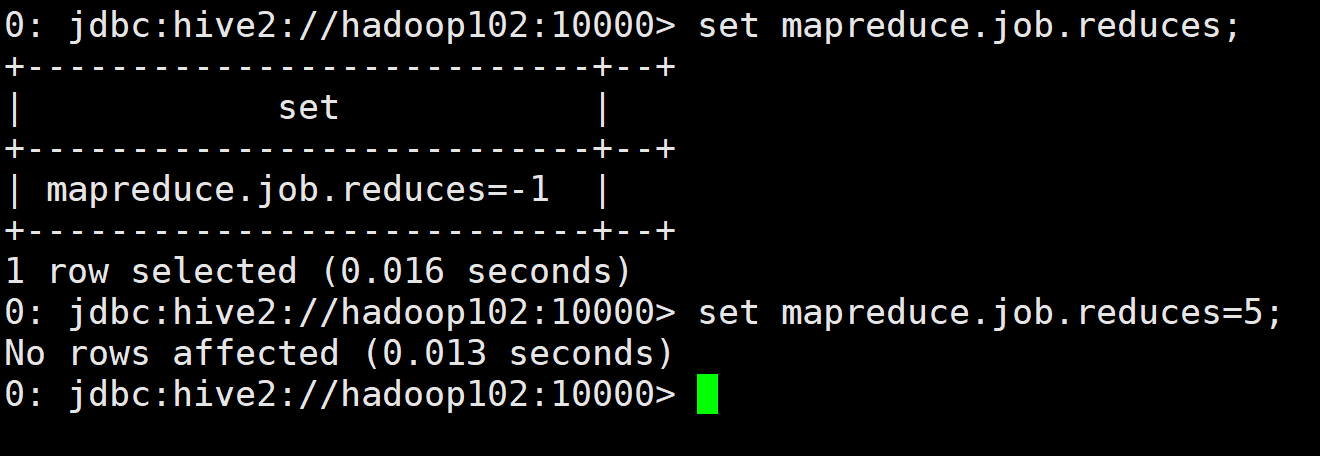 0: jdbc:hive2://hadoop102:10000> set mapreduce.job.reduces;
+---------------------------+--+
|            set            |
+---------------------------+--+
| mapreduce.job.reduces=-1  |
+---------------------------+--+
1 row selected (0.016 seconds)
0: jdbc:hive2://hadoop102:10000> set mapreduce.job.reduces=5;
No rows affected (0.013 seconds)
0: jdbc:hive2://hadoop102:10000>